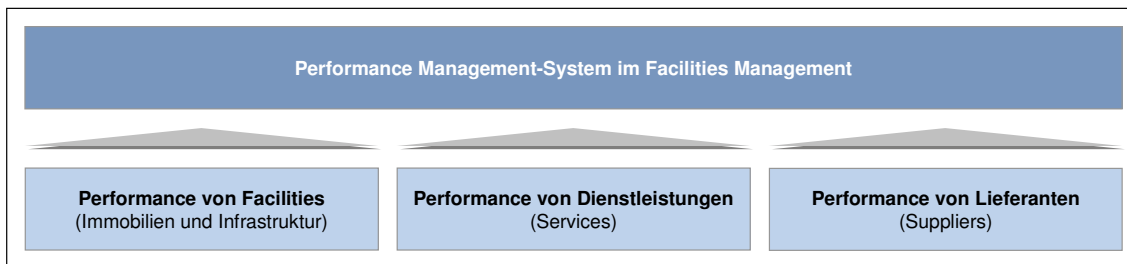 Performance Management-System im Facilities Management
Performance von Facilities
(Immobilien und Infrastruktur)
Performance von Dienstleistungen
(Services)
Performance von Lieferanten
(Suppliers)